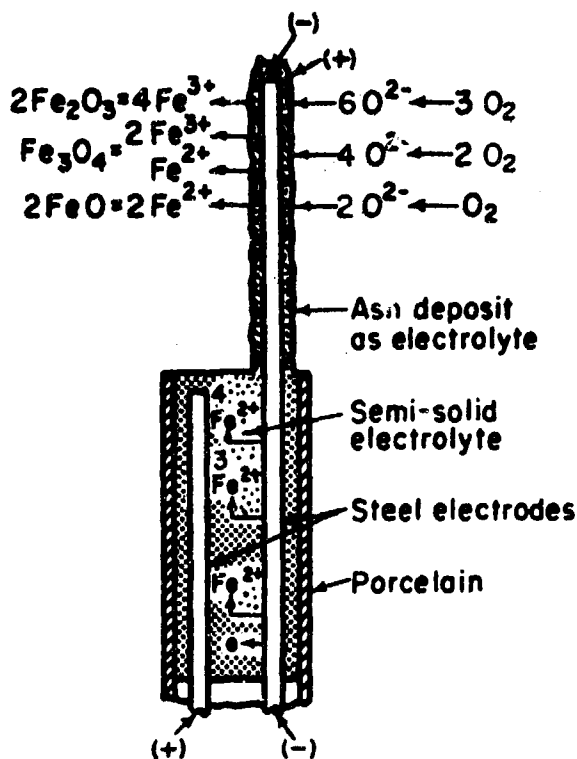 (-)
(+)
2Fe₂O₃=4Fe³⁺ 6O²⁻ 3O₂
Fe₃O₄= 2Fe³⁺
Fe²⁺ 4O²⁻ 2O₂
2FeO=2Fe²⁺ 2O²⁻ O₂
Ash deposit
as electrolyte
4
Fe²⁺
Semi-solid
electrolyte
3
Fe²⁺
Steel electrodes
Fe²⁺
Porcelain
e
(+) (-)